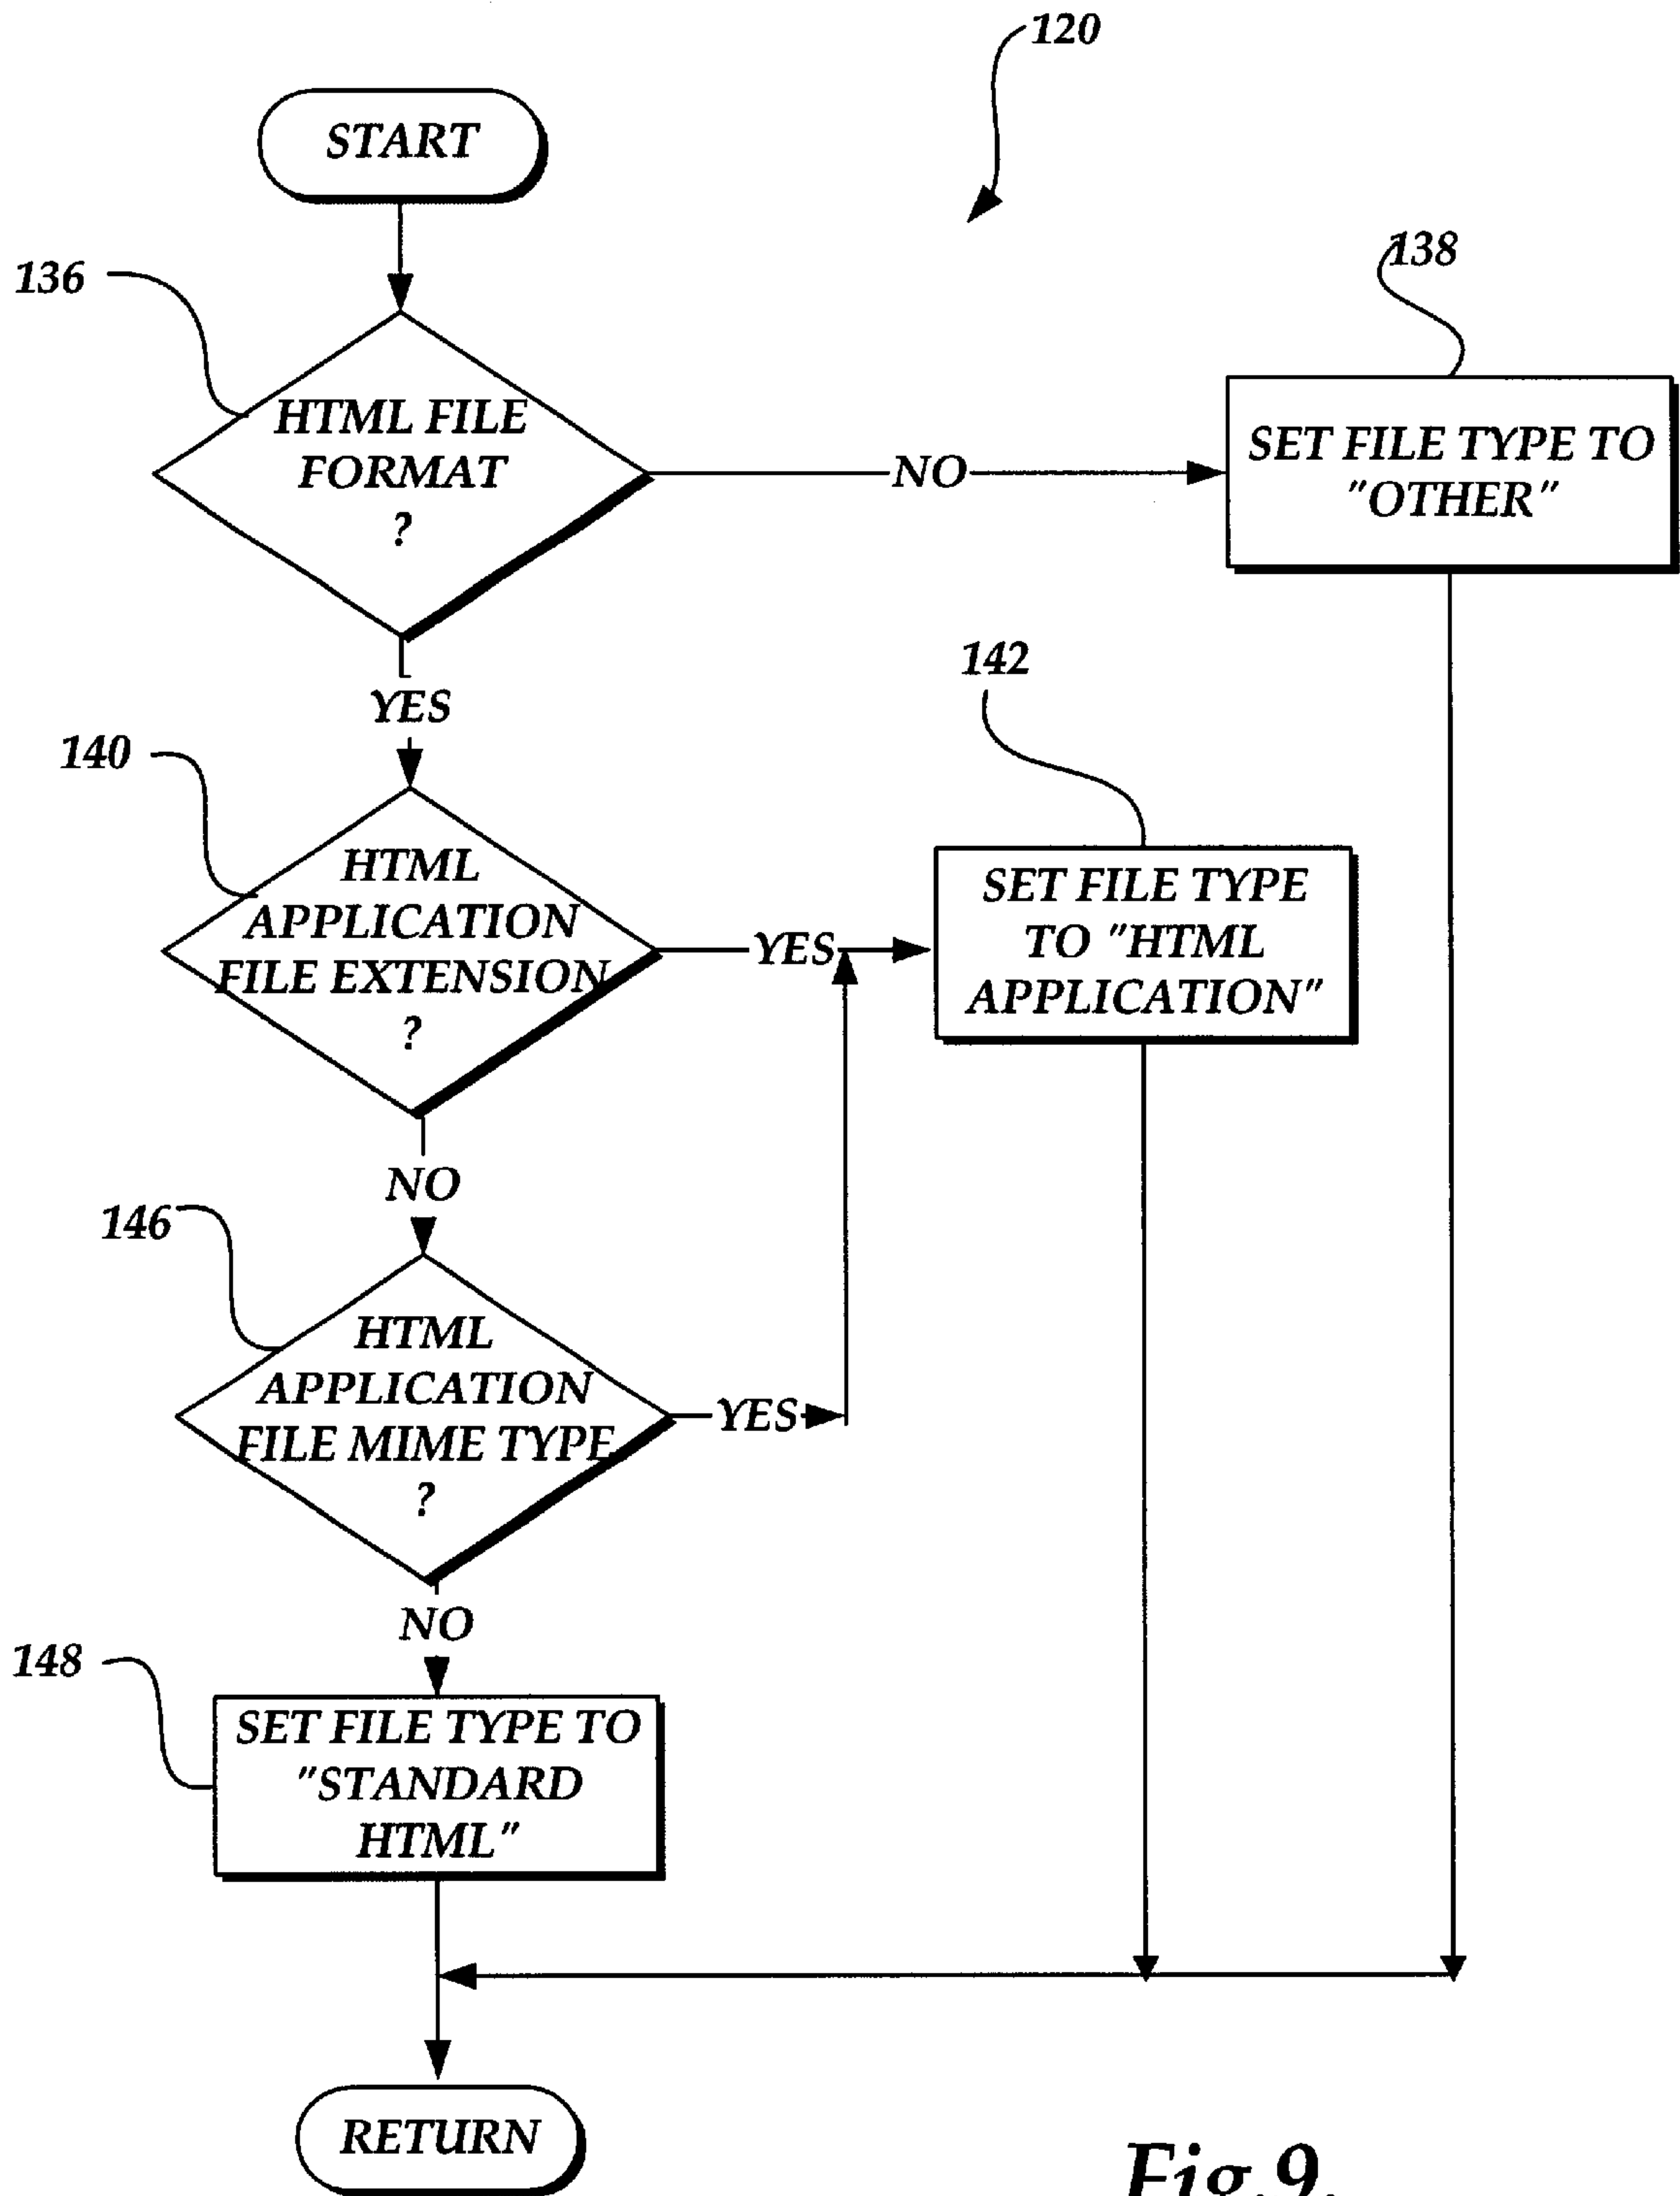 120
START
136
138
HTML FILE
FORMAT
?
NO
SET FILE TYPE TO
"OTHER"
YES
142
140
HTML
APPLICATION
FILE EXTENSION
?
YES
SET FILE TYPE
TO "HTML
APPLICATION"
NO
146
HTML
APPLICATION
FILE MIME TYPE
?
YES
NO
148
SET FILE TYPE TO
"STANDARD
HTML"
RETURN
Fig.9.